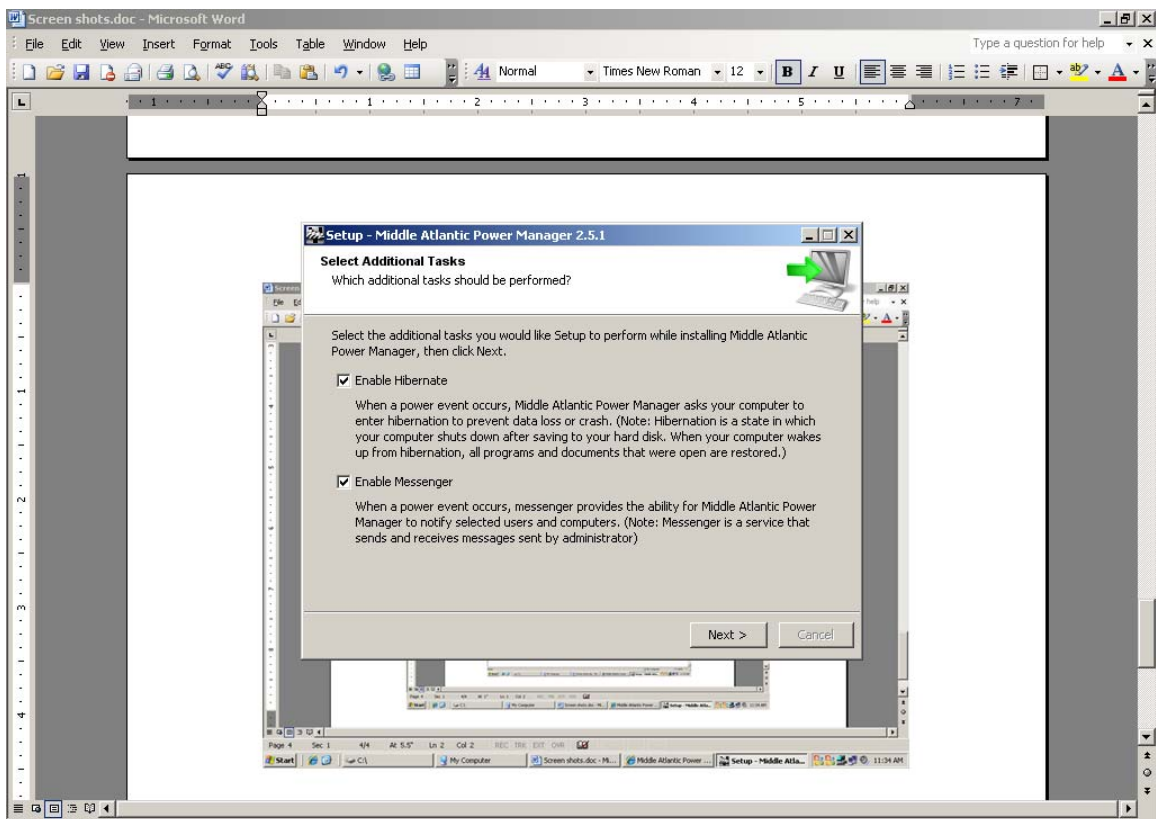 Screen shots.doc - Microsoft Word
File Edit View Insert Format Tools Table Window Help
Type a question for help
Normal Times New Roman 12 B I U
1 1 2 3 4 5 7
Setup - Middle Atlantic Power Manager 2.5.1
Select Additional Tasks
Which additional tasks should be performed?
Select the additional tasks you would like Setup to perform while installing Middle Atlantic
Power Manager, then click Next.
Enable Hibernate
When a power event occurs, Middle Atlantic Power Manager asks your computer to
enter hibernation to prevent data loss or crash. (Note: Hibernation is a state in which
your computer shuts down after saving to your hard disk. When your computer wakes
up from hibernation, all programs and documents that were open are restored.)
Enable Messenger
When a power event occurs, messenger provides the ability for Middle Atlantic Power
Manager to notify selected users and computers. (Note: Messenger is a service that
sends and receives messages sent by administrator)
Next > Cancel
Page 4 Sec 1 4/4 At 5.5" Ln 2 Col 2 REC TRK EXT OVR
Start C:\ My Computer Screen shots.doc - Mi... Middle Atlantic Power ... Setup - Middle Atla... 11:34 AM